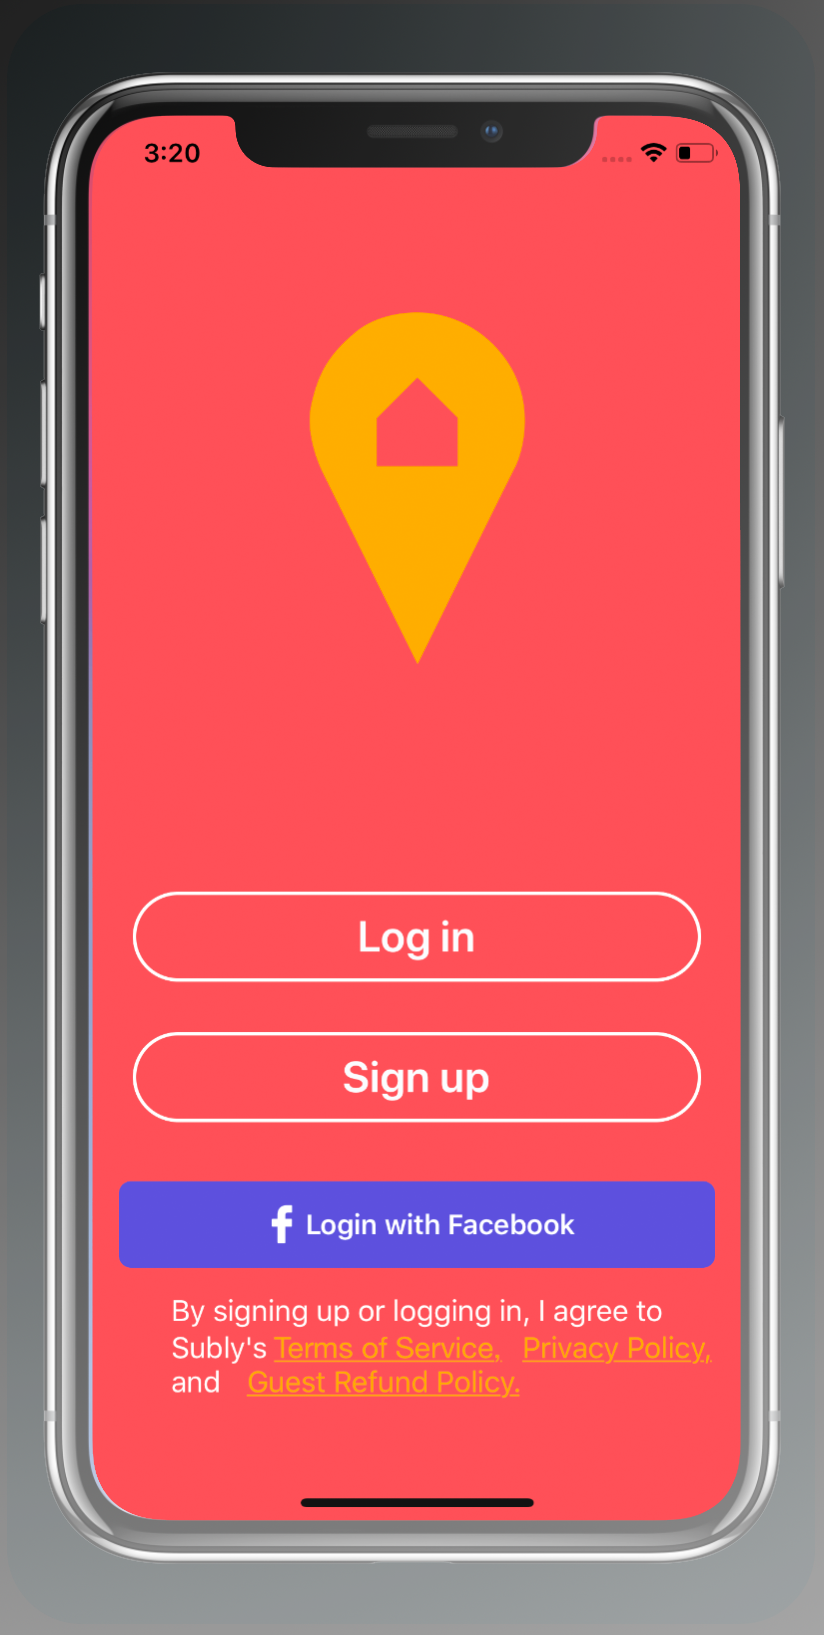 3:20
Log in
Sign up
Login with Facebook
By signing up or logging in, I agree to
Subly's Terms of Service, Privacy Policy,
and Guest Refund Policy.